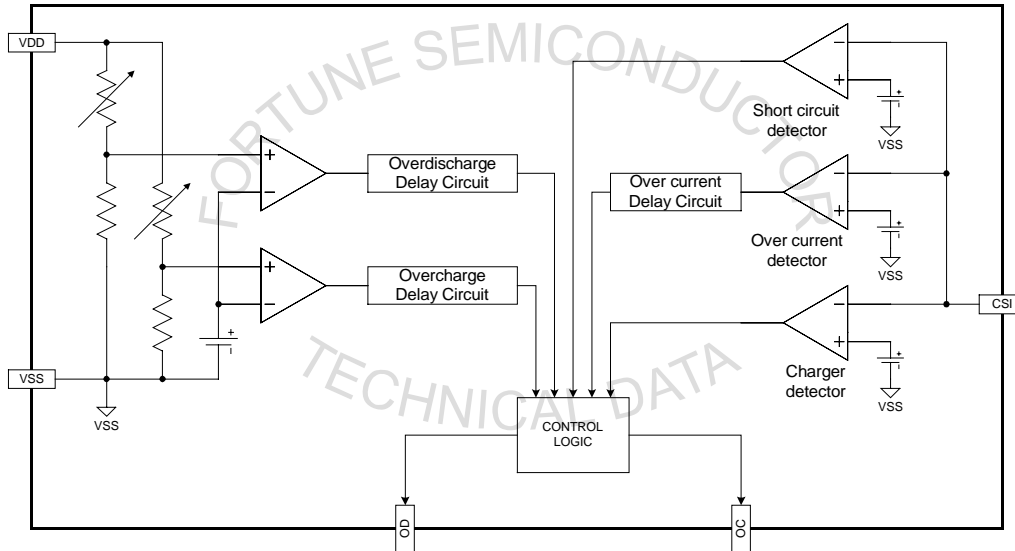 FORTUNE SEMICONDUCTOR
TECHNICAL DATA
VDD
+
−
Overdischarge
Delay Circuit
+
−
Overcharge
Delay Circuit
+
-
VSS
VSS
−
+
+
-
VSS
Short circuit
detector
Over current
Delay Circuit
−
+
+
-
VSS
Over current
detector
CSI
−
+
+
-
VSS
Charger
detector
CONTROL
LOGIC
OD
OC